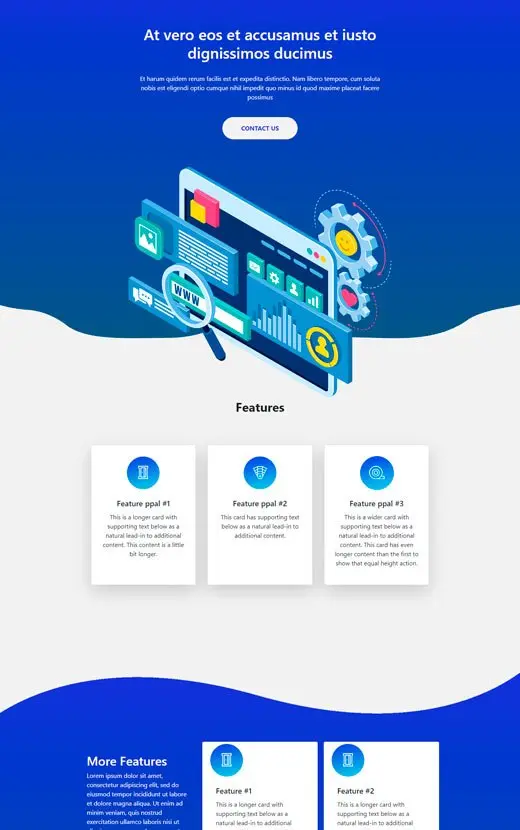 At vero eos et accusamus et iusto
dignissimos ducimus
Et harum quidem rerum facilis est et expedita distinctio. Nam libero tempore, cum soluta
nobis est eligendi optio cumque nihil impedit quo minus id quod maxime placeat facere
possimus
CONTACT US
WWW
Features
Feature ppal #1
This is a longer card with
supporting text below as a
natural lead-in to additional
content. This content is a little
bit longer.
Feature ppal #2
This card has supporting text
below as a natural lead-in to
additional content.
Feature ppal #3
This is a wider card with
supporting text below as a
natural lead-in to additional
content. This card has even
longer content than the first to
show that equal height action.
More Features
Lorem ipsum dolor sit amet,
consectetur adipiscing elit, sed do
eiusmod tempor incididunt ut labore
et dolore magna aliqua. Ut enim ad
minim veniam, quis nostrud
exercitation ullamco laboris nisi ut
Feature #1
This is a longer card with
supporting text below as a
natural lead-in to additional
Feature #2
This is a longer card with
supporting text below as a
natural lead-in to additional